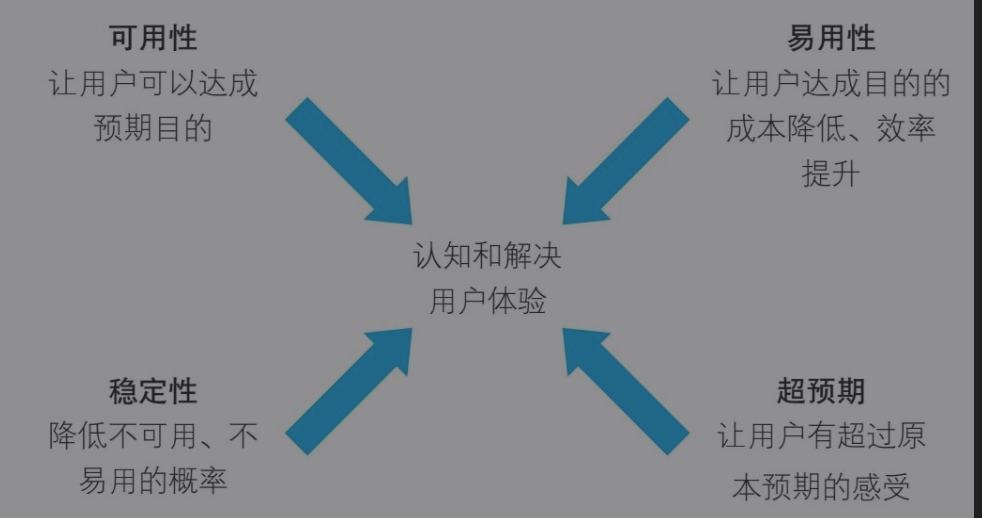 可用性
让用户可以达成
预期目的
易用性
让用户达成目的的
成本降低、效率
提升
认知和解决
用户体验
稳定性
降低不可用、不
易用的概率
超预期
让用户有超过原
本预期的感受